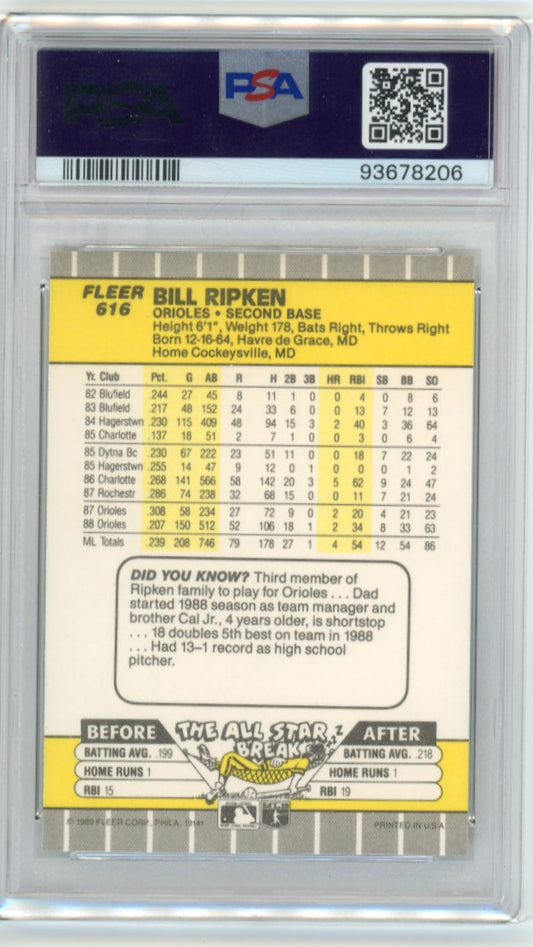 PSA
PSA
93678206
FLEER 616
BILL RIPKEN
ORIOLES • SECOND BASE
Height 6'1", Weight 178, Bats Right, Throws Right
Born 12-16-64, Havre de Grace, MD
Home Cockeysville, MD
Yr. Club Pct. G AB R H 2B 3B HR RBI SB BB SO
82 Blufield .244 27 45 8 11 1 0 0 4 0 8 6
83 Blufield .217 48 152 24 33 6 0 0 13 7 12 13
84 Hagerstwn .230 115 409 48 94 15 3 2 40 3 36 64
85 Charlotte .137 18 51 2 7 1 0 0 3 0 6 4
85 Dytna Bc .230 67 222 23 51 11 0 0 18 7 22 24
85 Hagerstwn .255 14 47 9 12 0 1 0 0 0 1 2
86 Charlotte .268 141 566 58 142 20 3 5 62 9 24 47
87 Rochestr .286 74 238 32 68 15 0 0 11 7 21 24
87 Orioles .308 58 234 27 72 9 0 2 20 4 21 23
88 Orioles .207 150 512 52 106 18 1 2 34 8 33 63
ML Totals .239 208 746 79 178 27 1 4 54 12 54 86
DID YOU KNOW? Third member of
Ripken family to play for Orioles . . . Dad
started 1988 season as team manager and
brother Cal Jr., 4 years older, is shortstop
. . . 18 doubles 5th best on team in 1988
. . . Had 13–1 record as high school
pitcher.
BEFORE THE ALL STAR BREAK AFTER
BATTING AVG. .199 BATTING AVG. .218
HOME RUNS 1 HOME RUNS 1
RBI 15 RBI 19
© 1989 FLEER CORP., PHILA. 19141 PRINTED IN U.S.A.